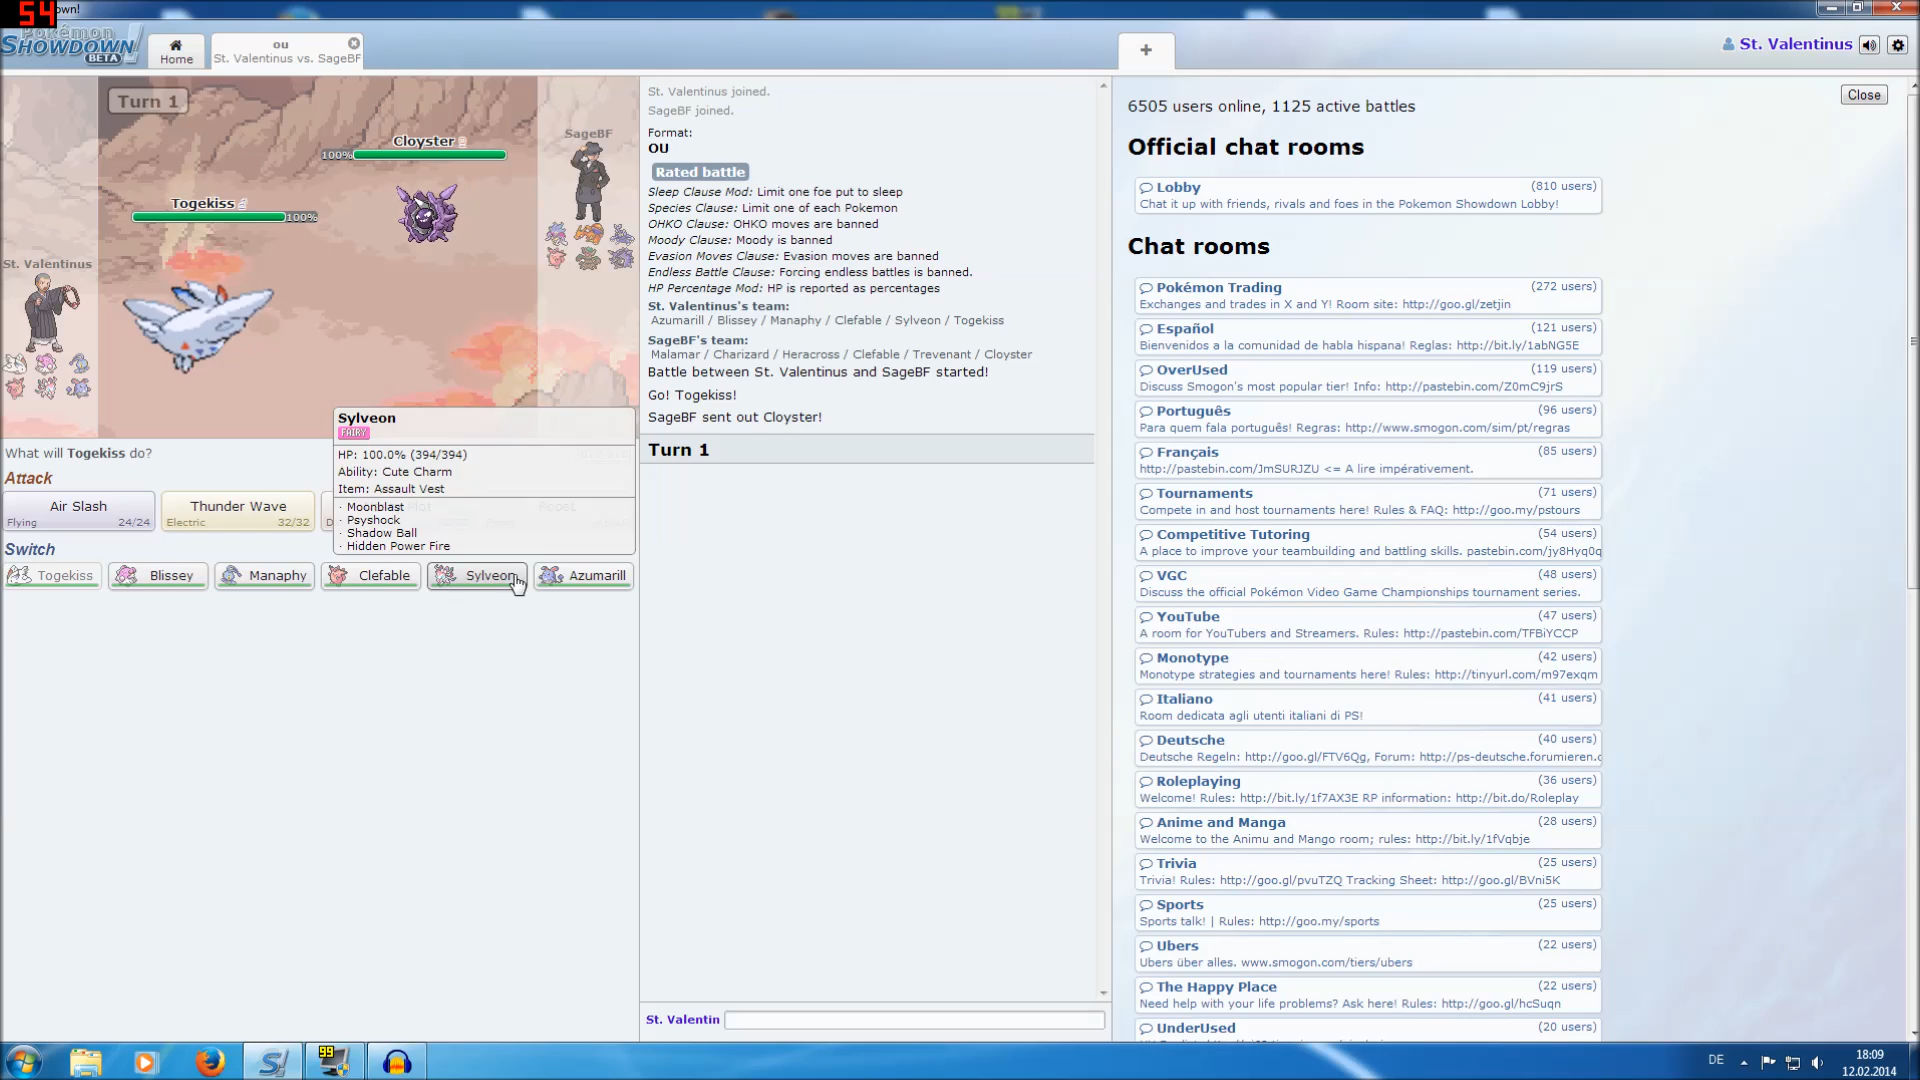 54
own!
Pokémon
SHOWDOWN!
BETA
Home
ou
St. Valentinus vs. SageBF
+
St. Valentinus
Turn 1
Cloyster
100%
Togekiss
100%
SageBF
St. Valentinus
What will Togekiss do?
Attack
Air Slash
Flying 24/24
Thunder Wave
Electric 32/32
Sylveon
FAIRY
HP: 100.0% (394/394)
Ability: Cute Charm
Item: Assault Vest
· Moonblast
· Psyshock
· Shadow Ball
· Hidden Power Fire
Switch
Togekiss
Blissey
Manaphy
Clefable
Sylveon
Azumarill
St. Valentinus joined.
SageBF joined.
Format:
OU
Rated battle
Sleep Clause Mod: Limit one foe put to sleep
Species Clause: Limit one of each Pokemon
OHKO Clause: OHKO moves are banned
Moody Clause: Moody is banned
Evasion Moves Clause: Evasion moves are banned
Endless Battle Clause: Forcing endless battles is banned.
HP Percentage Mod: HP is reported as percentages
St. Valentinus's team:
Azumarill / Blissey / Manaphy / Clefable / Sylveon / Togekiss
SageBF's team:
Malamar / Charizard / Heracross / Clefable / Trevenant / Cloyster
Battle between St. Valentinus and SageBF started!
Go! Togekiss!
SageBF sent out Cloyster!
Turn 1
St. Valentin
6505 users online, 1125 active battles
Close
Official chat rooms
Lobby (810 users)
Chat it up with friends, rivals and foes in the Pokemon Showdown Lobby!
Chat rooms
Pokémon Trading (272 users)
Exchanges and trades in X and Y! Room site: http://goo.gl/zetjin
Español (121 users)
Bienvenidos a la comunidad de habla hispana! Reglas: http://bit.ly/1abNG5E
OverUsed (119 users)
Discuss Smogon's most popular tier! Info: http://pastebin.com/Z0mC9jrS
Português (96 users)
Para quem fala português! Regras: http://www.smogon.com/sim/pt/regras
Français (85 users)
http://pastebin.com/JmSURJZU <= A lire impérativement.
Tournaments (71 users)
Compete in and host tournaments here! Rules & FAQ: http://goo.my/pstours
Competitive Tutoring (54 users)
A place to improve your teambuilding and battling skills. pastebin.com/jy8Hyq0q
VGC (48 users)
Discuss the official Pokémon Video Game Championships tournament series.
YouTube (47 users)
A room for YouTubers and Streamers. Rules: http://pastebin.com/TFBiYCCP
Monotype (42 users)
Monotype strategies and tournaments here! Rules: http://tinyurl.com/m97exqm
Italiano (41 users)
Room dedicata agli utenti italiani di PS!
Deutsche (40 users)
Deutsche Regeln: http://goo.gl/FTV6Qg, Forum: http://ps-deutsche.forumieren.c
Roleplaying (36 users)
Welcome! Rules: http://bit.ly/1f7AX3E RP information: http://bit.do/Roleplay
Anime and Manga (28 users)
Welcome to the Animu and Mango room; rules: http://bit.ly/1fVqbje
Trivia (25 users)
Trivia! Rules: http://goo.gl/pvuTZQ Tracking Sheet: http://goo.gl/BVni5K
Sports (25 users)
Sports talk! | Rules: http://goo.my/sports
Ubers (22 users)
Ubers über alles. www.smogon.com/tiers/ubers
The Happy Place (22 users)
Need help with your life problems? Ask here! Rules: http://goo.gl/hcSuqn
UnderUsed (20 users)
99
DE
18:09
12.02.2014